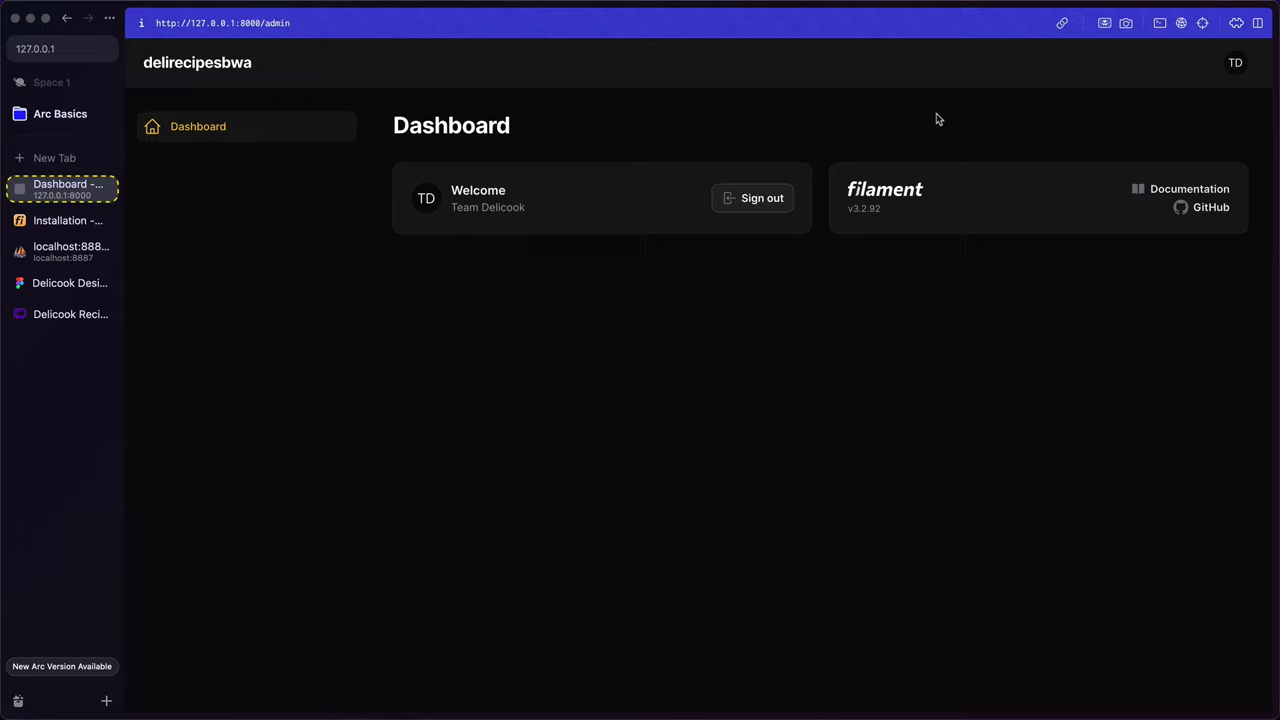 127.0.0.1
Space 1
Arc Basics
New Tab
Dashboard -...
127.0.0.1:8000
Installation -...
localhost:888...
localhost:8887
Delicook Desi...
Delicook Reci...
New Arc Version Available
http://127.0.0.1:8000/admin
delirecipesbwa
TD
Dashboard
Dashboard
TD
Welcome
Team Delicook
Sign out
filament
v3.2.92
Documentation
GitHub